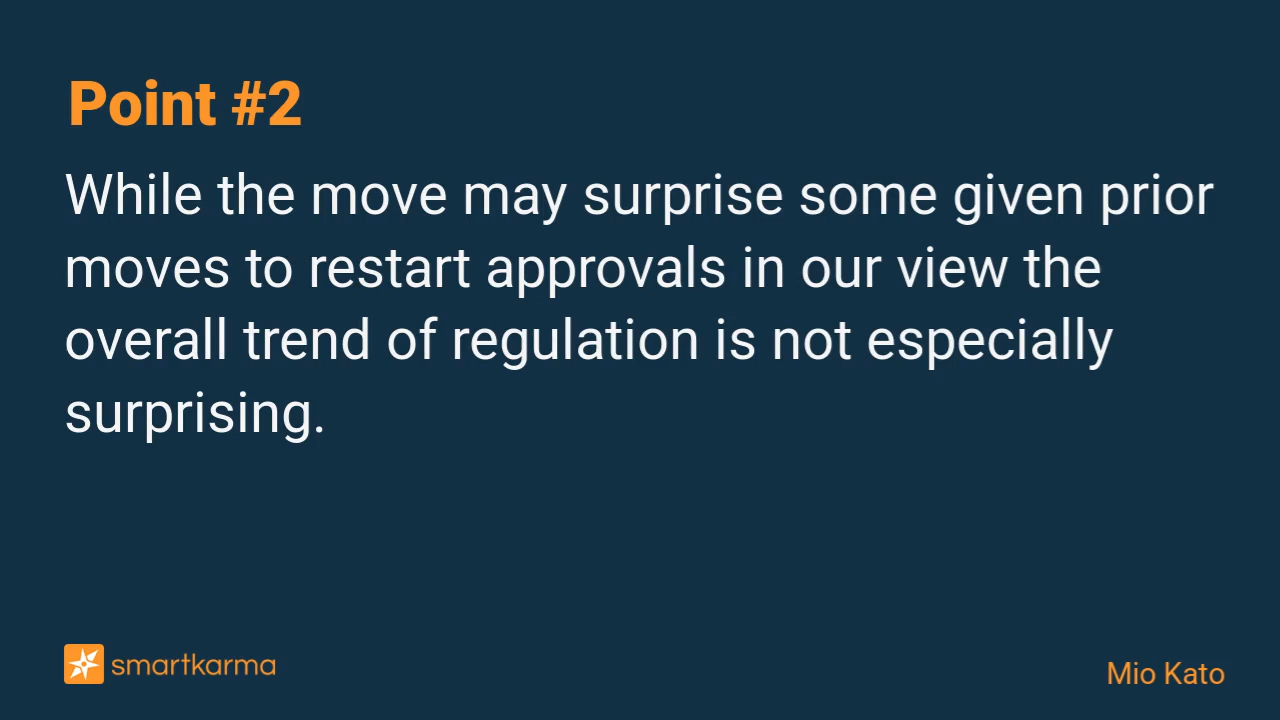 Point #2
While the move may surprise some given prior
moves to restart approvals in our view the
overall trend of regulation is not especially
surprising.
smartkarma
Mio Kato